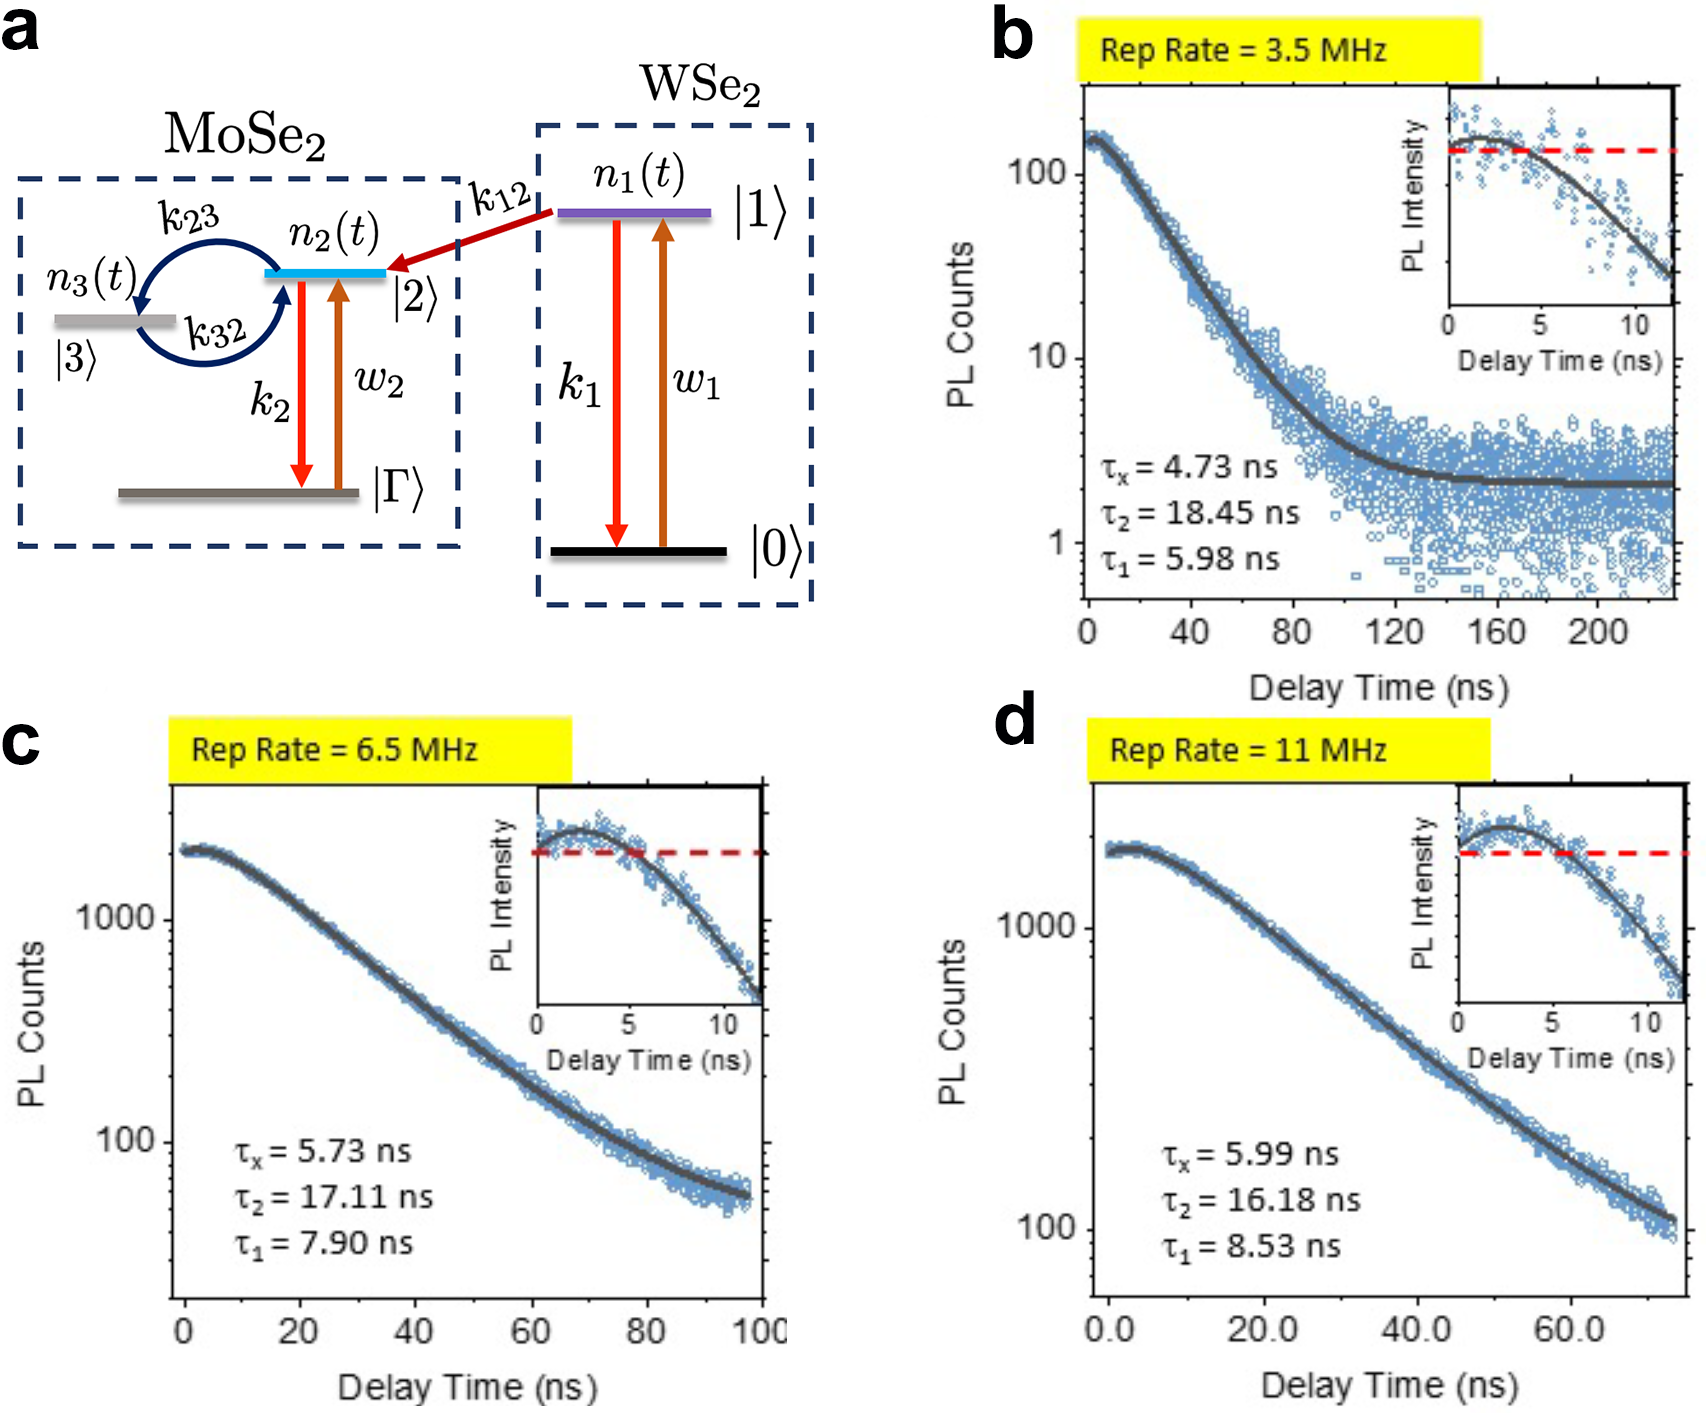 a
MoSe₂
WSe₂
k₂₃
n₂(t)
k₁₂
n₁(t)
|1⟩
n₃(t)
|2⟩
k₃₂
|3⟩
k₂
w₂
k₁
w₁
|Γ⟩
|0⟩
b
Rep Rate = 3.5 MHz
PL Counts
100
10
1
0 40 80 120 160 200
Delay Time (ns)
τₓ = 4.73 ns
τ₂ = 18.45 ns
τ₁ = 5.98 ns
PL Intensity
0 5 10
Delay Time (ns)
c
Rep Rate = 6.5 MHz
PL Counts
1000
100
0 20 40 60 80 100
Delay Time (ns)
τₓ = 5.73 ns
τ₂ = 17.11 ns
τ₁ = 7.90 ns
PL Intensity
0 5 10
Delay Time (ns)
d
Rep Rate = 11 MHz
PL Counts
1000
100
0.0 20.0 40.0 60.0
Delay Time (ns)
τₓ = 5.99 ns
τ₂ = 16.18 ns
τ₁ = 8.53 ns
PL Intensity
0 5 10
Delay Time (ns)